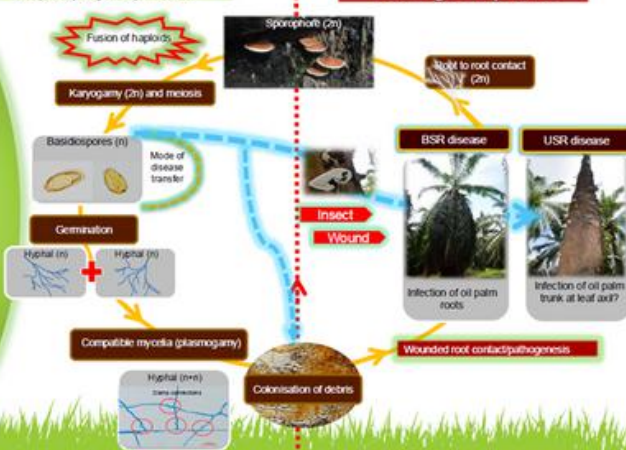 Sporophore (2n)
Fusion of haploids
Root to root contact
(2n)
Karyogamy (2n) and meiosis
Basidiospores (n)
Mode of
disease
transfer
BSR disease
USR disease
Insect
Wound
Germination
Hyphal (n)
Hyphal (n)
Infection of oil palm
roots
Infection of oil palm
trunk at leaf axil?
Compatible mycelia (plasmogamy)
Wounded root contact/pathogenesis
Hyphal (n+n)
Colonisation of debris